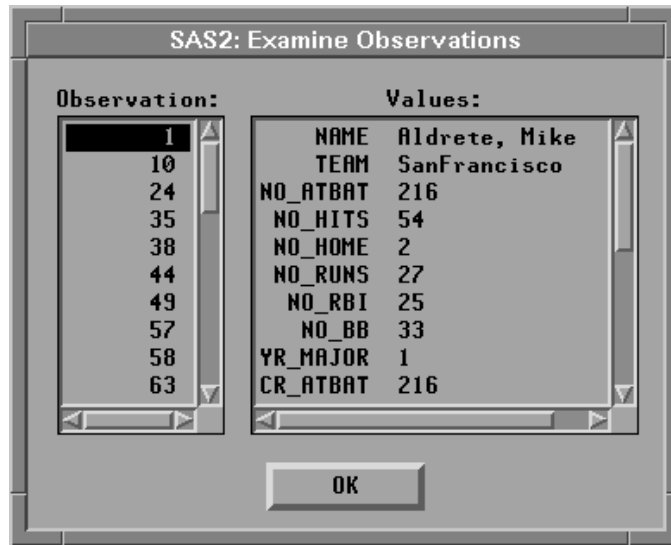 SAS2: Examine Observations
Observation:
1
10
24
35
38
44
49
57
58
63
Values:
NAME Aldrete, Mike
TEAM SanFrancisco
NO_ATBAT 216
NO_HITS 54
NO_HOME 2
NO_RUNS 27
NO_RBI 25
NO_BB 33
YR_MAJOR 1
CR_ATBAT 216
OK